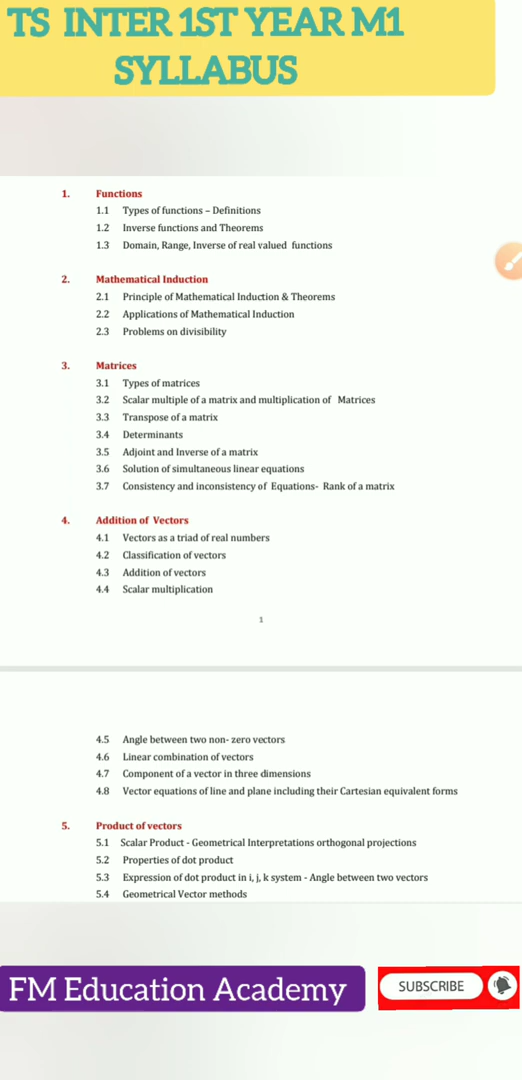 TS INTER 1ST YEAR M1
SYLLABUS
1. Functions
1.1 Types of functions – Definitions
1.2 Inverse functions and Theorems
1.3 Domain, Range, Inverse of real valued functions
2. Mathematical Induction
2.1 Principle of Mathematical Induction & Theorems
2.2 Applications of Mathematical Induction
2.3 Problems on divisibility
3. Matrices
3.1 Types of matrices
3.2 Scalar multiple of a matrix and multiplication of Matrices
3.3 Transpose of a matrix
3.4 Determinants
3.5 Adjoint and Inverse of a matrix
3.6 Solution of simultaneous linear equations
3.7 Consistency and inconsistency of Equations- Rank of a matrix
4. Addition of Vectors
4.1 Vectors as a triad of real numbers
4.2 Classification of vectors
4.3 Addition of vectors
4.4 Scalar multiplication
1
4.5 Angle between two non- zero vectors
4.6 Linear combination of vectors
4.7 Component of a vector in three dimensions
4.8 Vector equations of line and plane including their Cartesian equivalent forms
5. Product of vectors
5.1 Scalar Product - Geometrical Interpretations orthogonal projections
5.2 Properties of dot product
5.3 Expression of dot product in i, j, k system - Angle between two vectors
5.4 Geometrical Vector methods
FM Education Academy
SUBSCRIBE